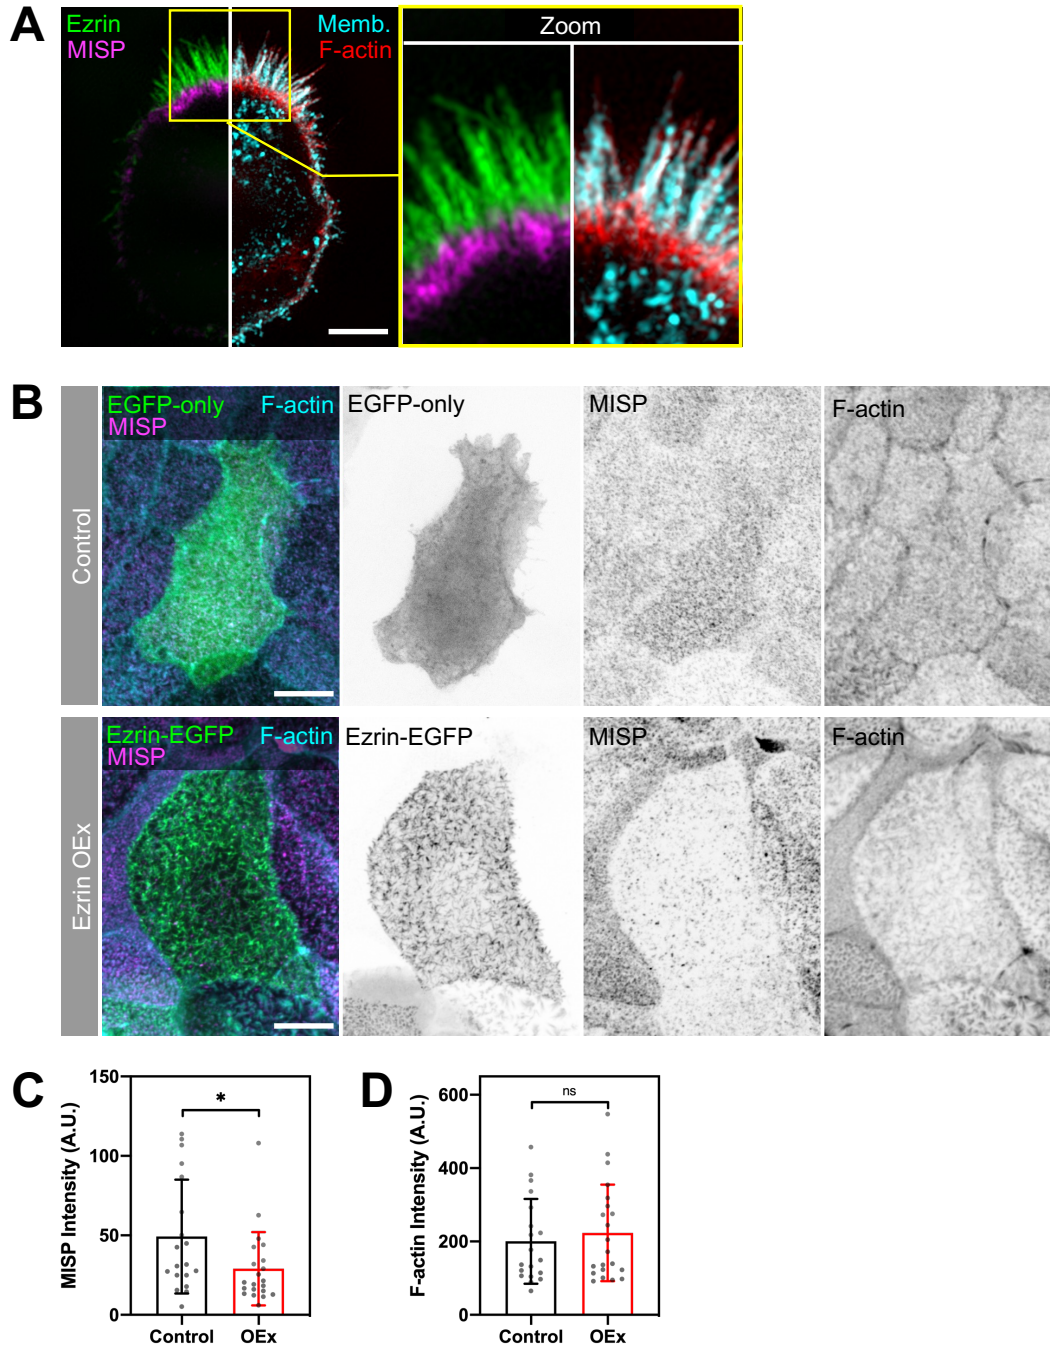 A
Ezrin
MISP
Memb.
F-actin
Zoom
B
Control
EGFP-only
MISP
F-actin
EGFP-only
MISP
F-actin
Ezrin OEx
Ezrin-EGFP
MISP
F-actin
Ezrin-EGFP
MISP
F-actin
C
MISP Intensity (A.U.)
150
100
50
0
*
Control
OEx
D
F-actin Intensity (A.U.)
600
400
200
0
ns
Control
OEx